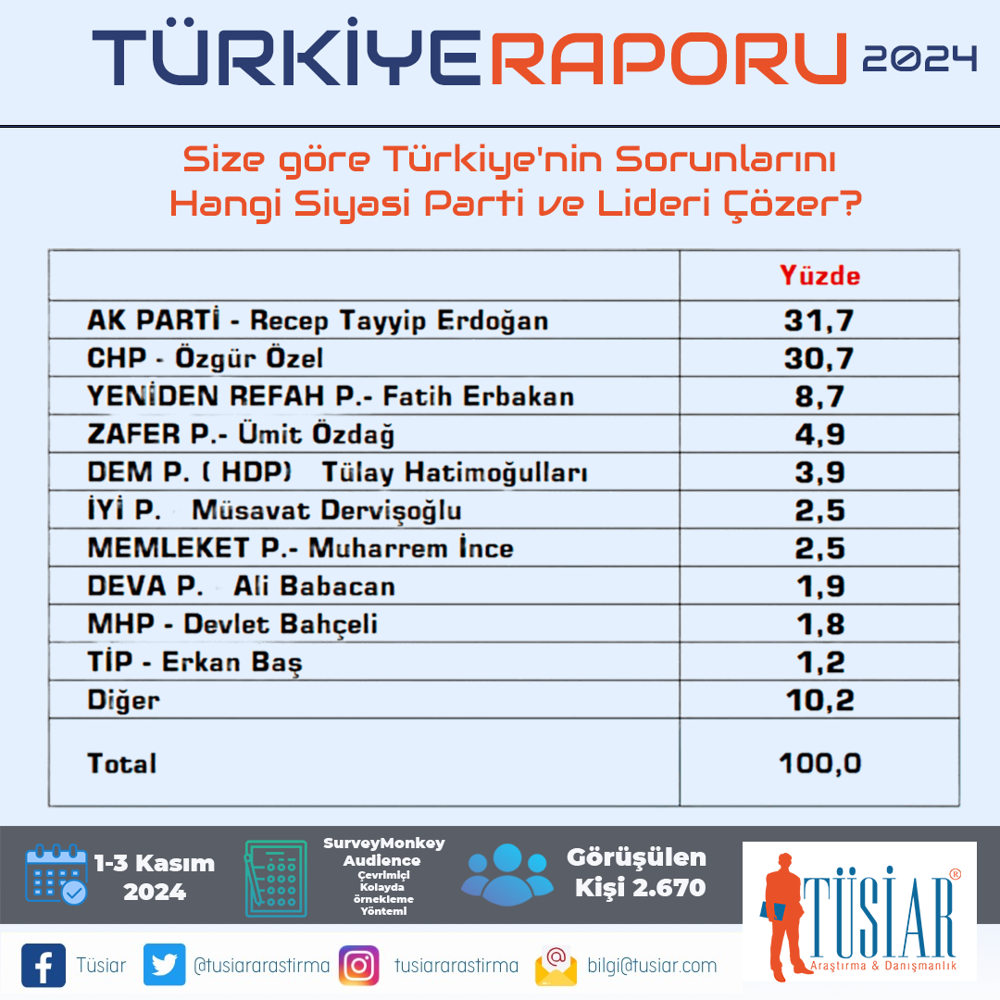 TÜRKİYERAPORU 2024
Size göre Türkiye'nin Sorunlarını
Hangi Siyasi Parti ve Lideri Çözer?
Yüzde
AK PARTİ - Recep Tayyip Erdoğan 31,7
CHP - Özgür Özel 30,7
YENİDEN REFAH P.- Fatih Erbakan 8,7
ZAFER P.- Ümit Özdağ 4,9
DEM P. ( HDP) Tülay Hatimoğulları 3,9
İYİ P. Müsavat Dervişoğlu 2,5
MEMLEKET P.- Muharrem İnce 2,5
DEVA P. - Ali Babacan 1,9
MHP - Devlet Bahçeli 1,8
TİP - Erkan Baş 1,2
Diğer 10,2
Total 100,0
1-3 Kasım
2024
SurveyMonkey
Audience
Çevrimiçi
Kolayda
örnekleme
Yöntemi
Görüşülen
Kişi 2.670
TÜSİAR®
Araştırma & Danışmanlık
Tüsiar
@tusiararastirma
tusiararastirma
bilgi@tusiar.com